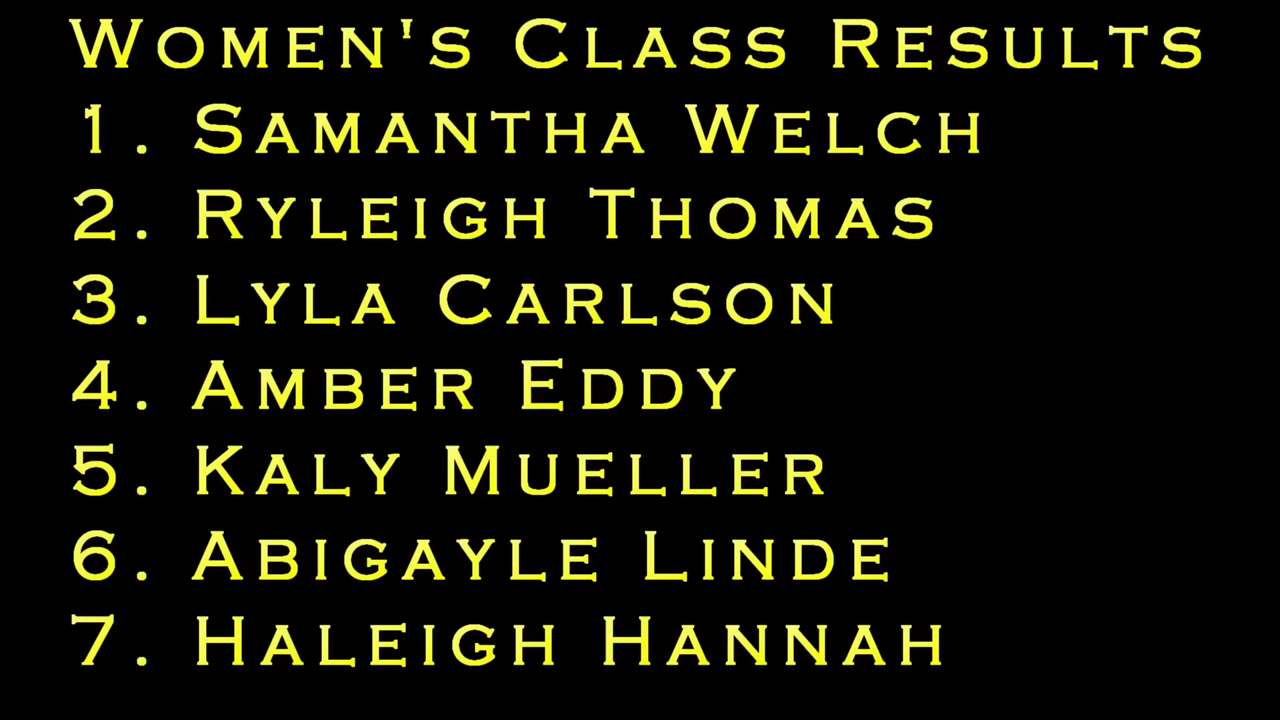 Women's Class Results
1. Samantha Welch
2. Ryleigh Thomas
3. Lyla Carlson
4. Amber Eddy
5. Kaly Mueller
6. Abigayle Linde
7. Haleigh Hannah